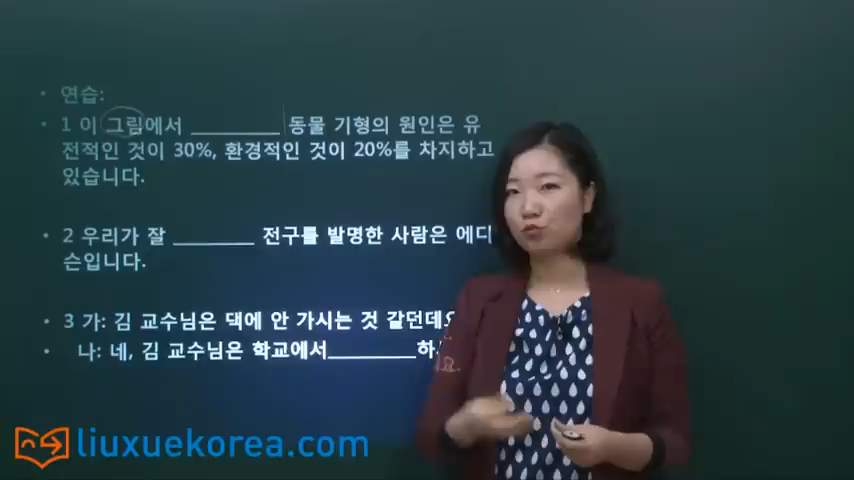 연습:
1 이 그림에서 __________ 동물 기형의 원인은 유
전적인 것이 30%, 환경적인 것이 20%를 차지하고
있습니다.
2 우리가 잘 _________ 전구를 발명한 사람은 에디
슨입니다.
3 가: 김 교수님은 댁에 안 가시는 것 같던데요
나: 네, 김 교수님은 학교에서__________하
liuxuekorea.com